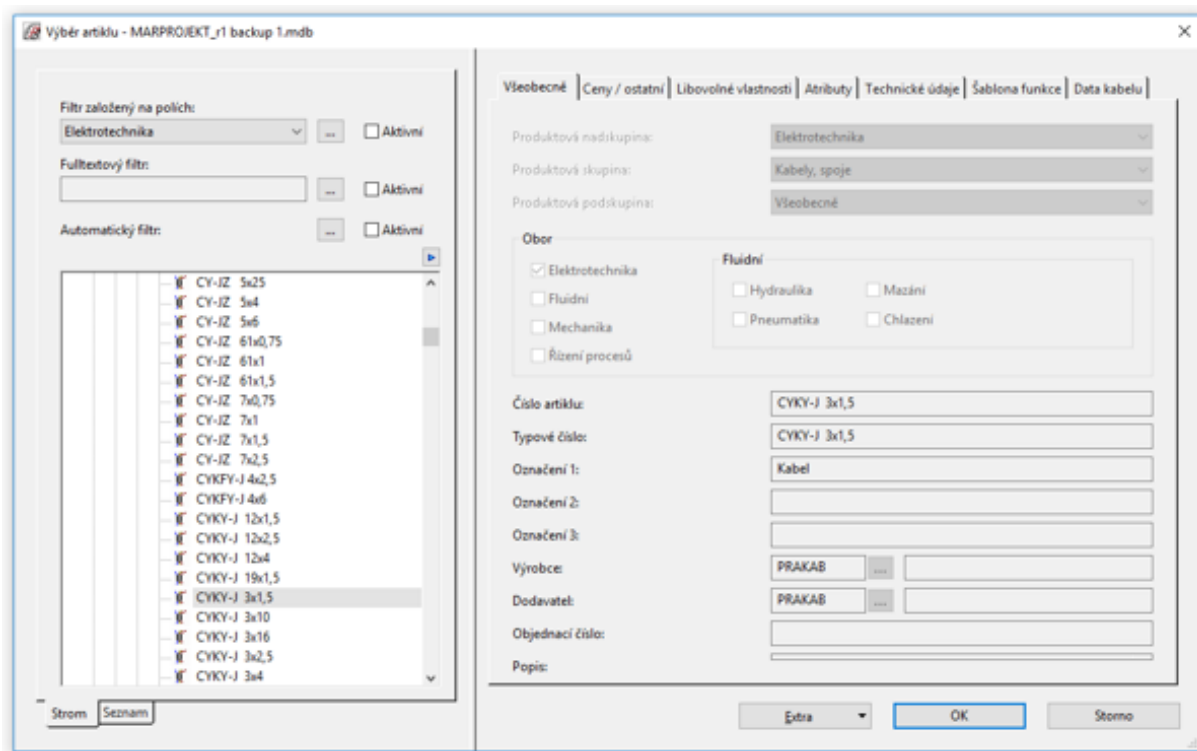 Výběr artiklu - MARPROJEKT_r1 backup 1.mdb
Filtr založený na polích:
Elektrotechnika ... Aktivní
Fulltextový filtr:
... Aktivní
Automatický filtr: ... Aktivní
CY-JZ 5x25
CY-JZ 5x4
CY-JZ 5x6
CY-JZ 61x0,75
CY-JZ 61x1
CY-JZ 61x1,5
CY-JZ 7x0,75
CY-JZ 7x1
CY-JZ 7x1,5
CY-JZ 7x2,5
CYKFY-J 4x2,5
CYKFY-J 4x6
CYKY-J 12x1,5
CYKY-J 12x2,5
CYKY-J 12x4
CYKY-J 19x1,5
CYKY-J 3x1,5
CYKY-J 3x10
CYKY-J 3x16
CYKY-J 3x2,5
CYKY-J 3x4
Strom Seznam
Všeobecné Ceny / ostatní Libovolné vlastnosti Atributy Technické údaje Šablona funkce Data kabelu
Produktová nadskupina: Elektrotechnika
Produktová skupina: Kabely, spoje
Produktová podskupina: Všeobecné
Obor
Elektrotechnika
Fluidní
Mechanika
Řízení procesů
Fluidní
Hydraulika Mazání
Pneumatika Chlazení
Číslo artiklu: CYKY-J 3x1,5
Typové číslo: CYKY-J 3x1,5
Označení 1: Kabel
Označení 2:
Označení 3:
Výrobce: PRAKAB ...
Dodavatel: PRAKAB ...
Objednací číslo:
Popis:
Extra OK Storno